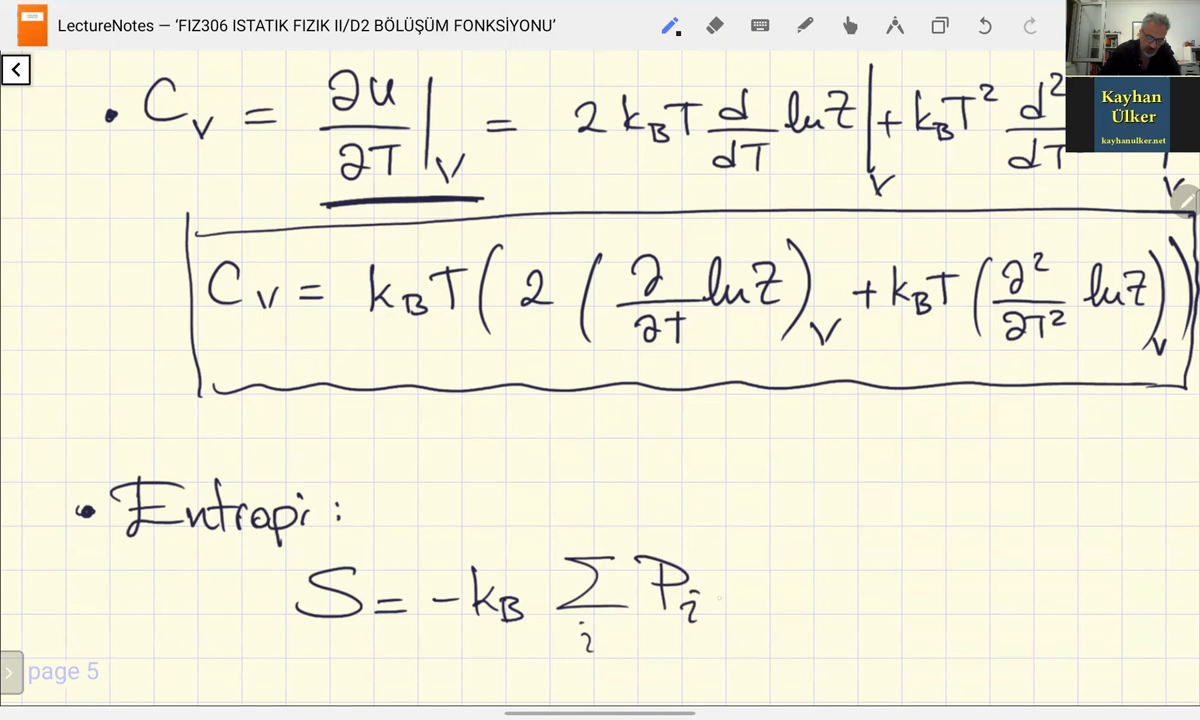 LectureNotes — ‘FIZ306 ISTATIK FIZIK II/D2 BÖLÜŞÜM FONKSİYONU’
Kayhan
Ülker
kayhanulker.net
• C_V = ∂U/∂T |_V = 2 k_B T d/dT ln Z |_V + k_B T² d²/dT
C_V = k_B T ( 2 ( ∂/∂T ln Z )_V + k_B T ( ∂²/∂T² ln Z )_V )
• Entropi :
S = - k_B Σ_i P_i
page 5